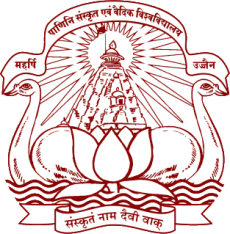 महर्षि पाणिनि संस्कृत एवं वैदिक विश्वविद्यालय उज्जैन
संस्कृतं नाम दैवी वाक्